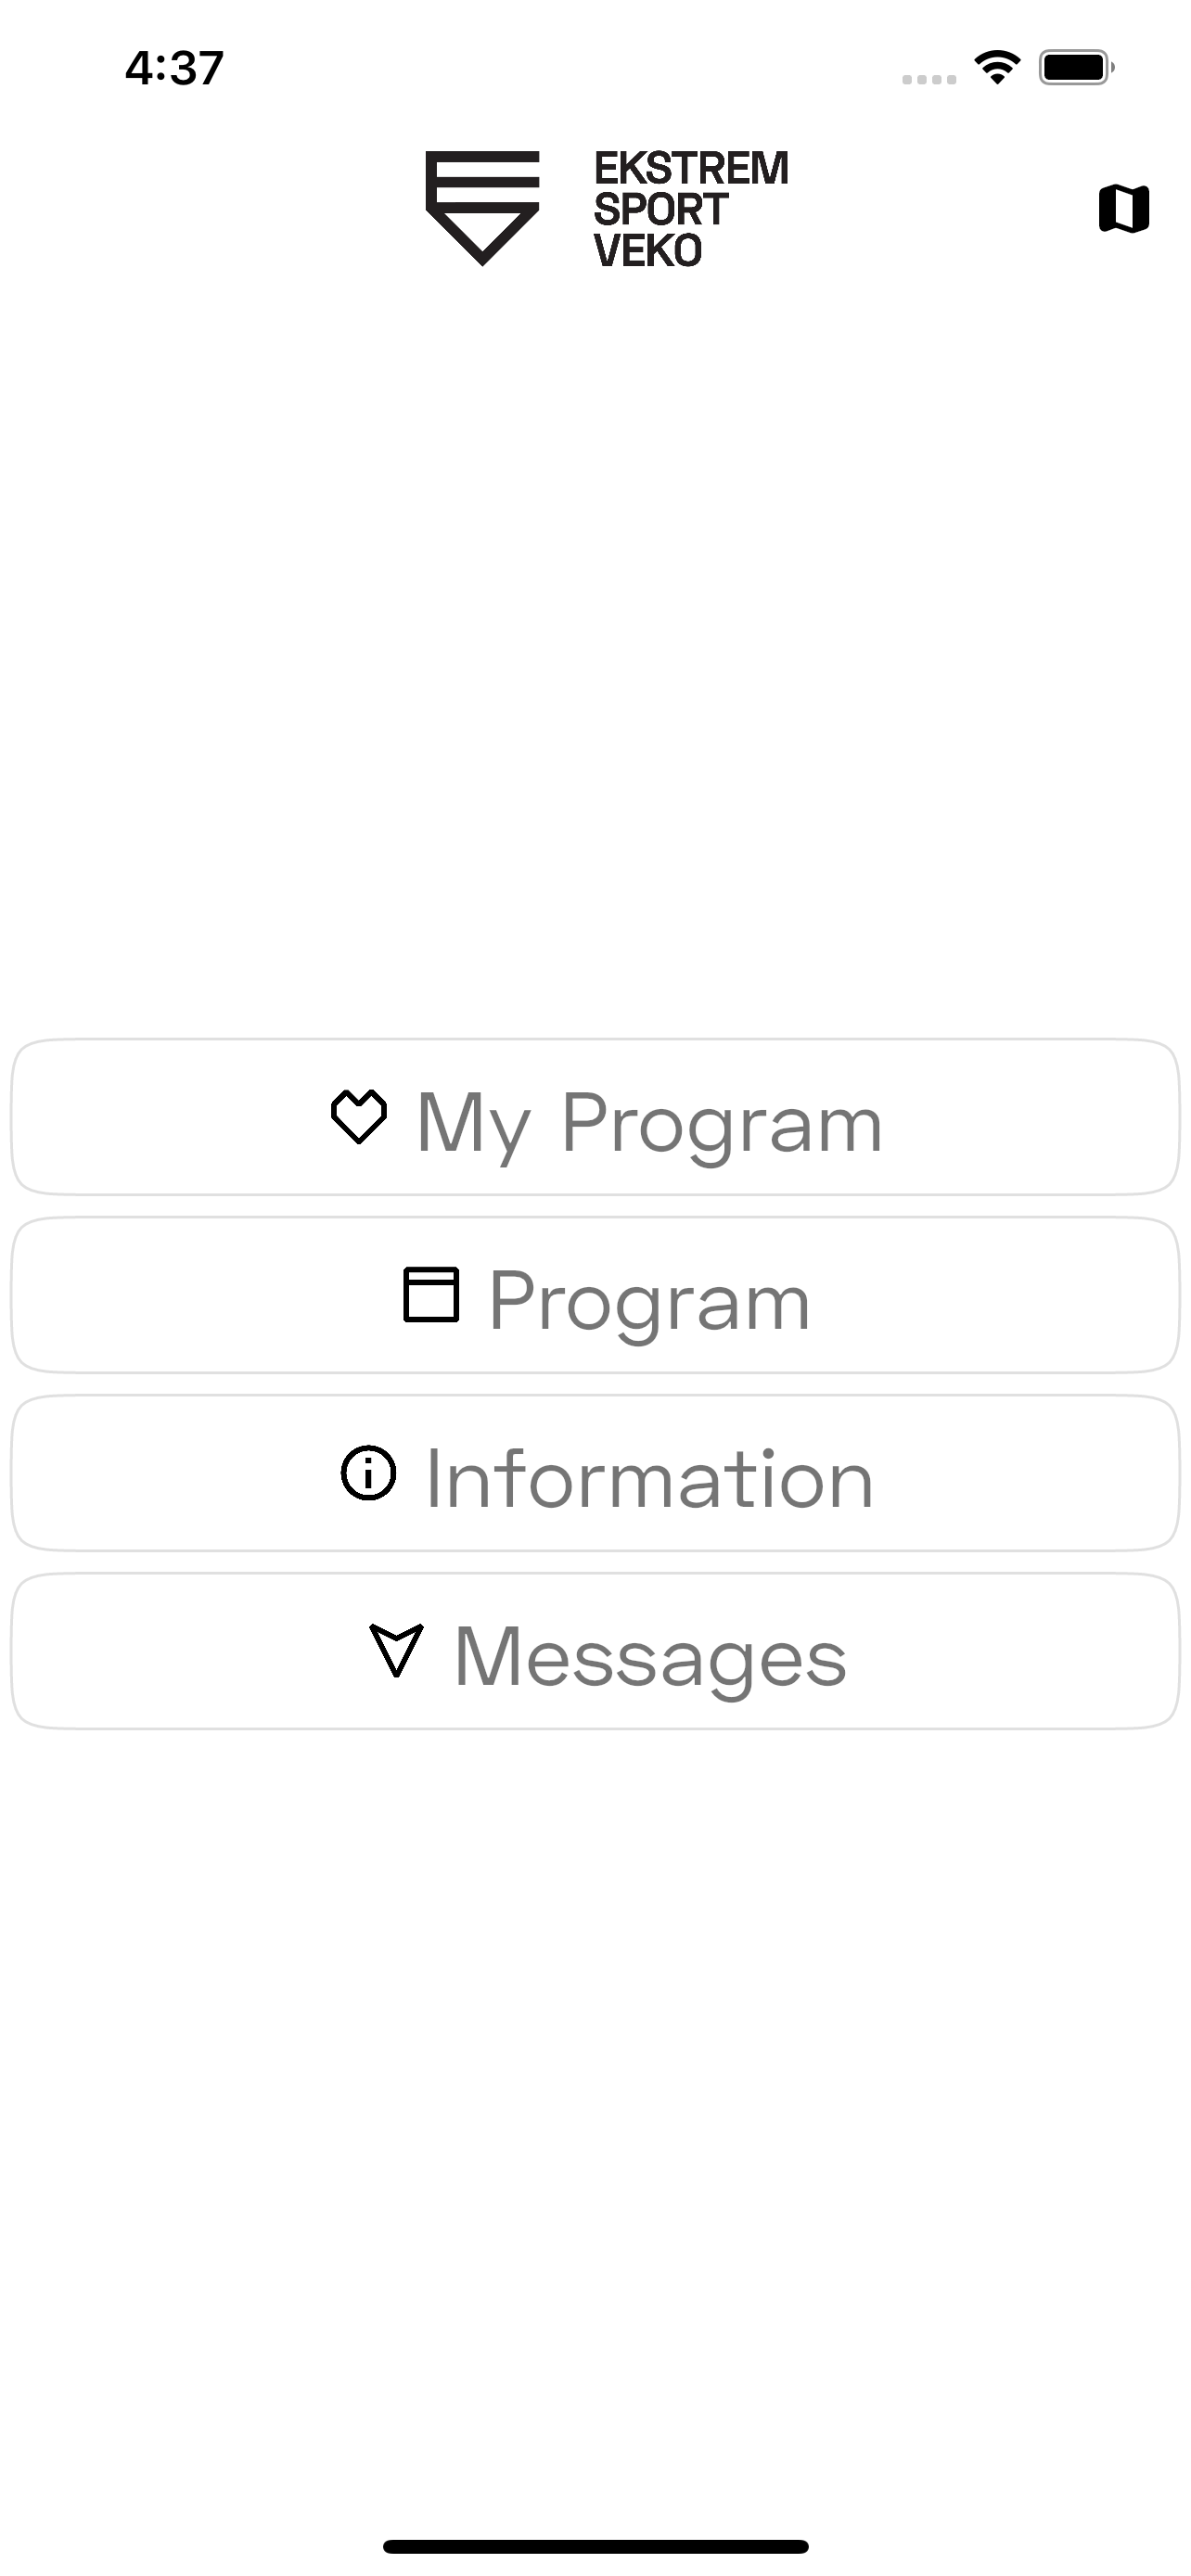 4:37
EKSTREM
SPORT
VEKO
My Program
Program
Information
Messages